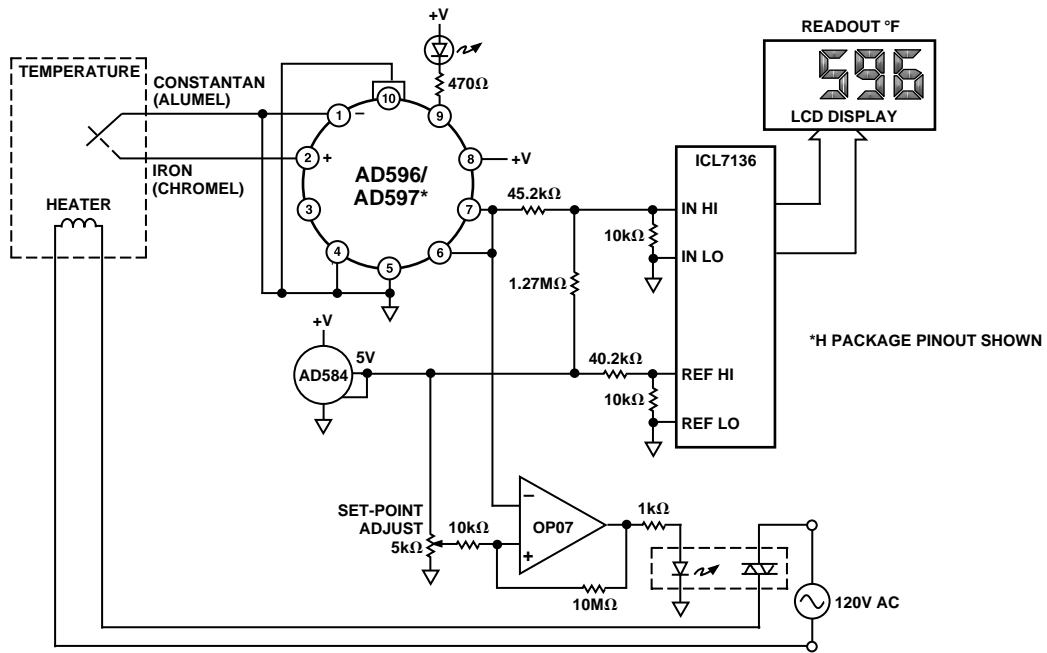 +V
READOUT °F
596
LCD DISPLAY
TEMPERATURE
CONSTANTAN
(ALUMEL)
IRON
(CHROMEL)
HEATER
470Ω
10
1
–
9
2
+
8
+V
AD596/
AD597*
3
7
4
6
5
45.2kΩ
ICL7136
IN HI
10kΩ
IN LO
1.27MΩ
*H PACKAGE PINOUT SHOWN
+V
AD584
5V
40.2kΩ
REF HI
10kΩ
REF LO
SET-POINT
ADJUST
5kΩ
10kΩ
–
OP07
+
10MΩ
1kΩ
120V AC